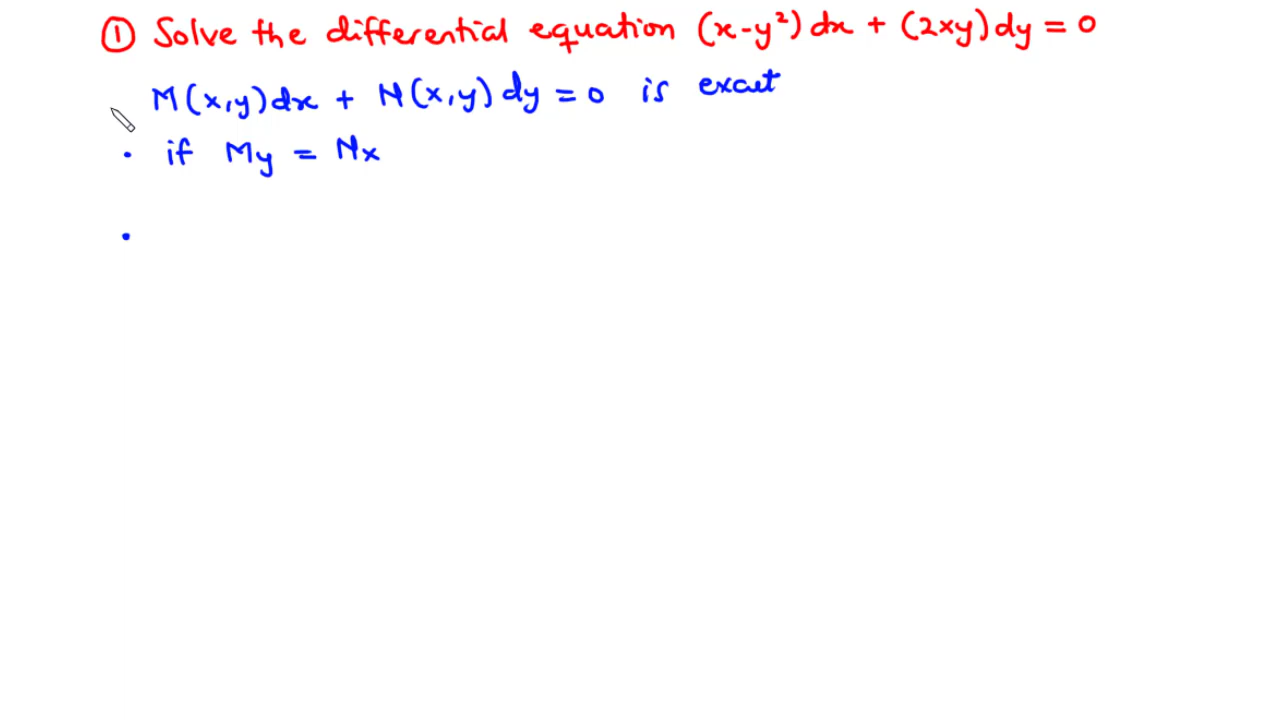 ① Solve the differential equation (x-y²)dx + (2xy)dy = 0
M(x,y)dx + N(x,y)dy = 0 is exact
• if My = Nx
•